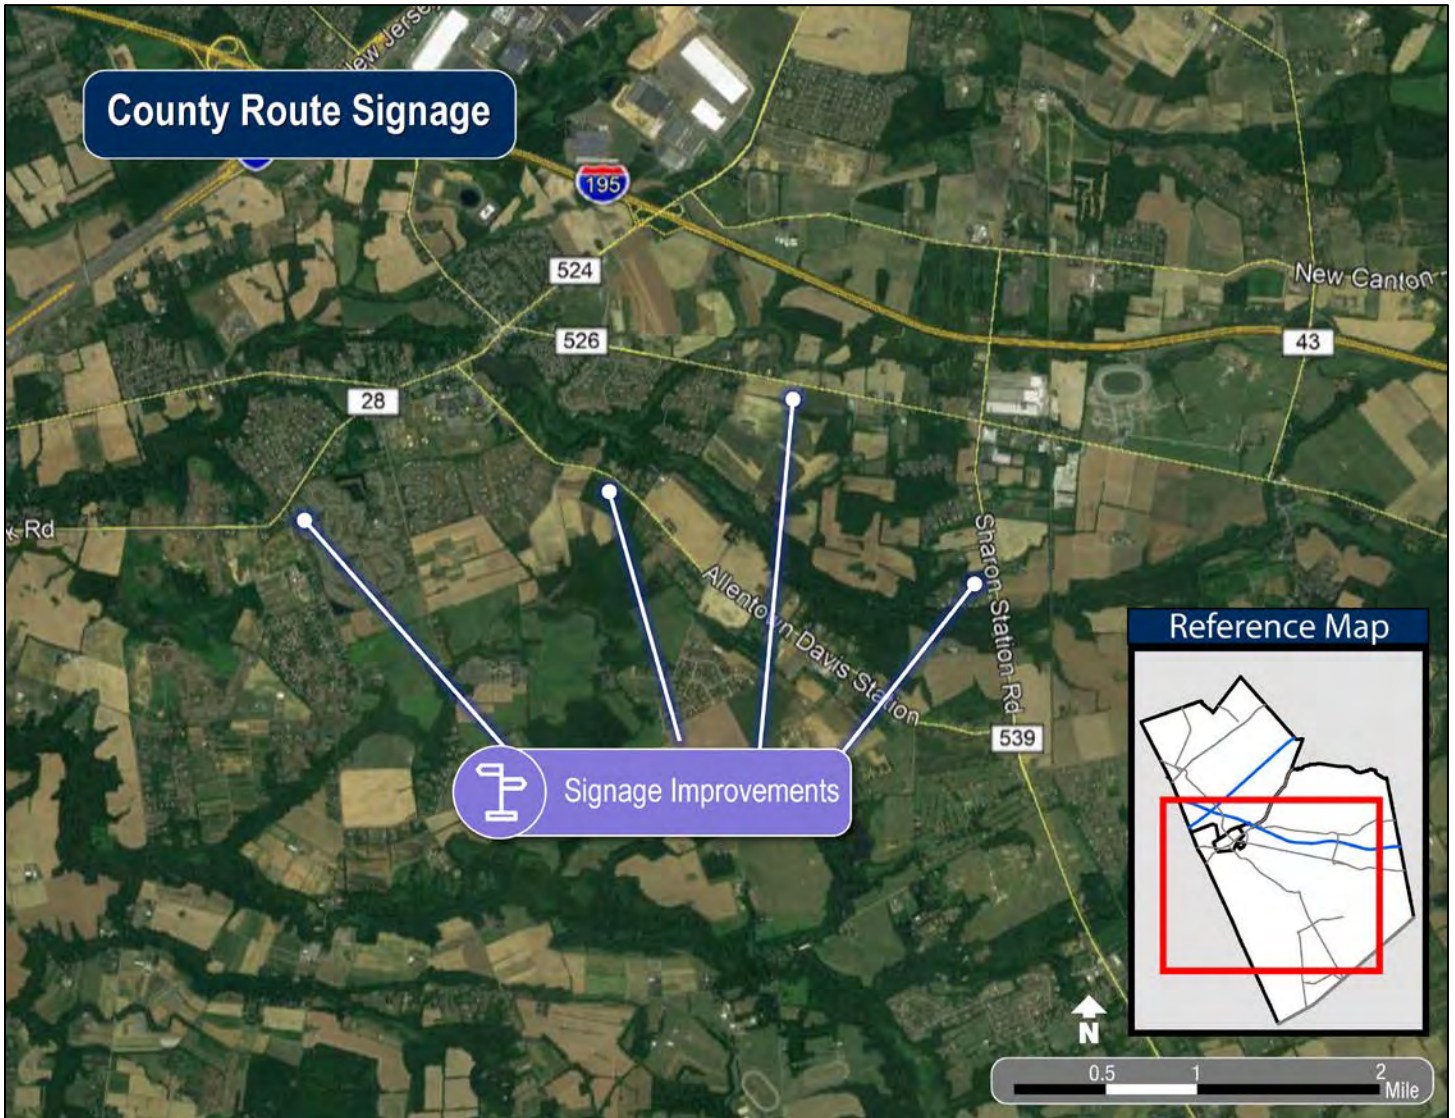 New Jersey
County Route Signage
195
524
New Canton
526
43
28
k Rd
Sharon Station Rd
Allentown Davis Station
539
Signage Improvements
Reference Map
N
0.5 1 2
Mile